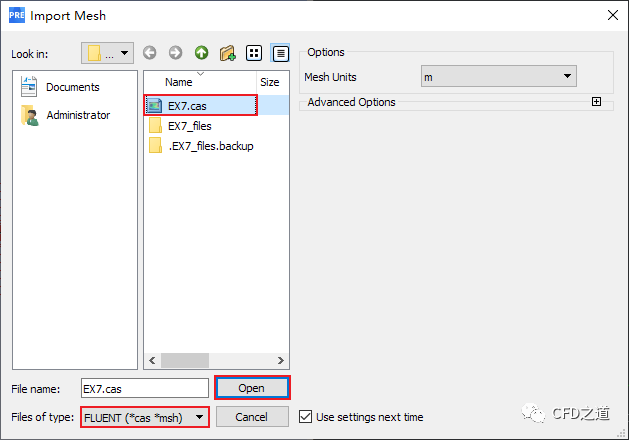 PRE Import Mesh
Look in: ...
Documents
Administrator
Name Size
EX7.cas
EX7_files
.EX7_files.backup
Options
Mesh Units m
Advanced Options
File name: EX7.cas Open
Files of type: FLUENT (*cas *msh) Cancel
Use settings next time
CFD之道